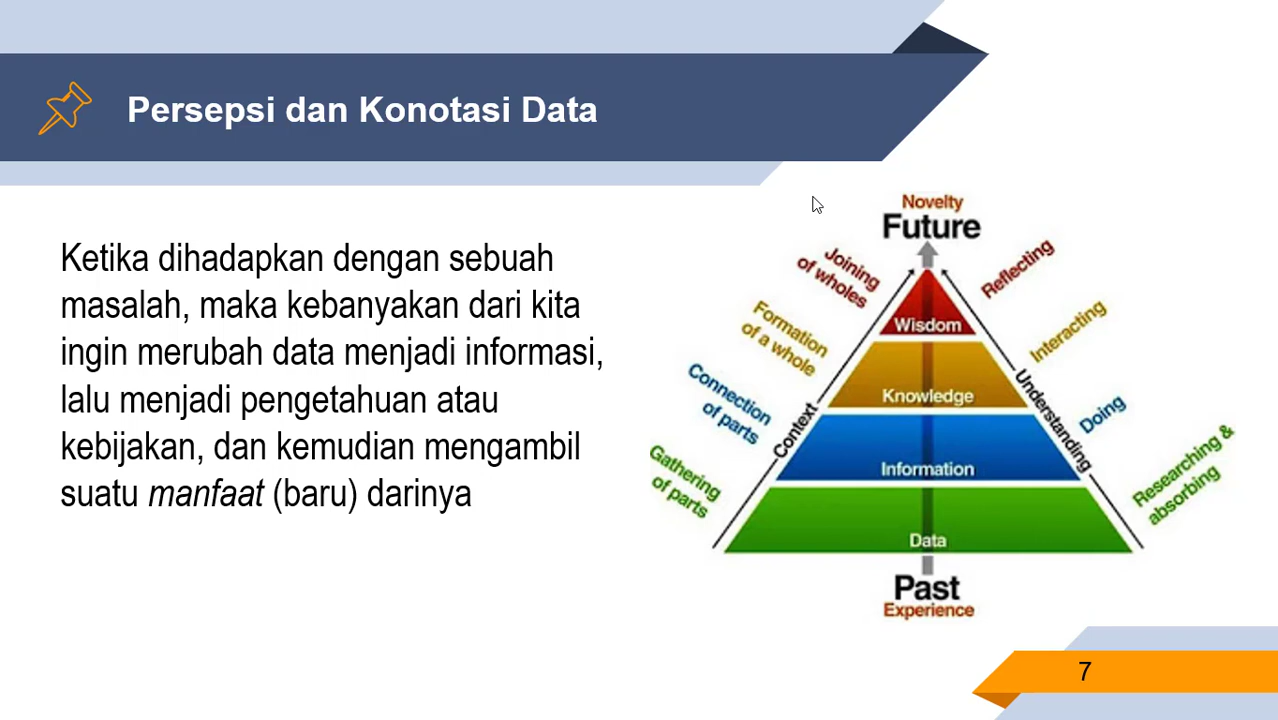 Persepsi dan Konotasi Data
Ketika dihadapkan dengan sebuah
masalah, maka kebanyakan dari kita
ingin merubah data menjadi informasi,
lalu menjadi pengetahuan atau
kebijakan, dan kemudian mengambil
suatu manfaat (baru) darinya
Novelty
Future
Joining
of wholes
Reflecting
Formation
of a whole
Interacting
Wisdom
Connection
of parts
Knowledge
Doing
Context
Understanding
Gathering
of parts
Information
Researching &
absorbing
Data
Past
Experience
7